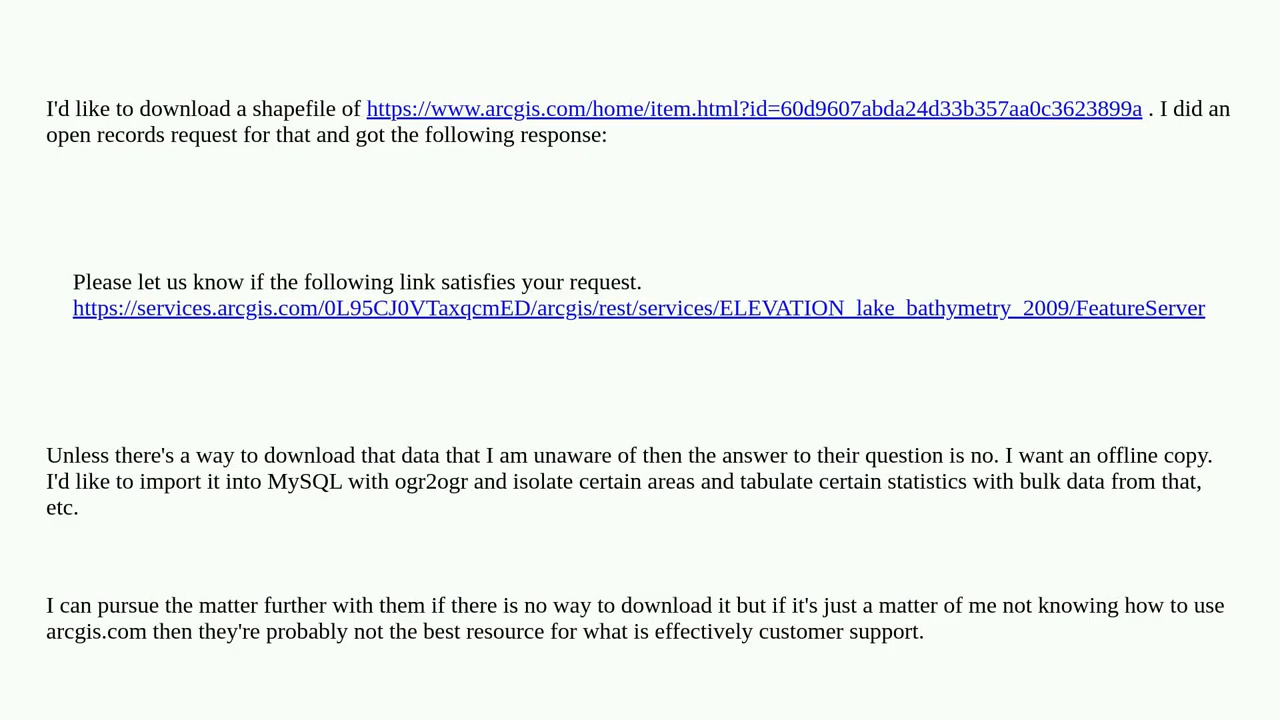 I'd like to download a shapefile of https://www.arcgis.com/home/item.html?id=60d9607abda24d33b357aa0c3623899a . I did an
open records request for that and got the following response:
Please let us know if the following link satisfies your request.
https://services.arcgis.com/0L95CJ0VTaxqcmED/arcgis/rest/services/ELEVATION_lake_bathymetry_2009/FeatureServer
Unless there's a way to download that data that I am unaware of then the answer to their question is no. I want an offline copy.
I'd like to import it into MySQL with ogr2ogr and isolate certain areas and tabulate certain statistics with bulk data from that,
etc.
I can pursue the matter further with them if there is no way to download it but if it's just a matter of me not knowing how to use
arcgis.com then they're probably not the best resource for what is effectively customer support.